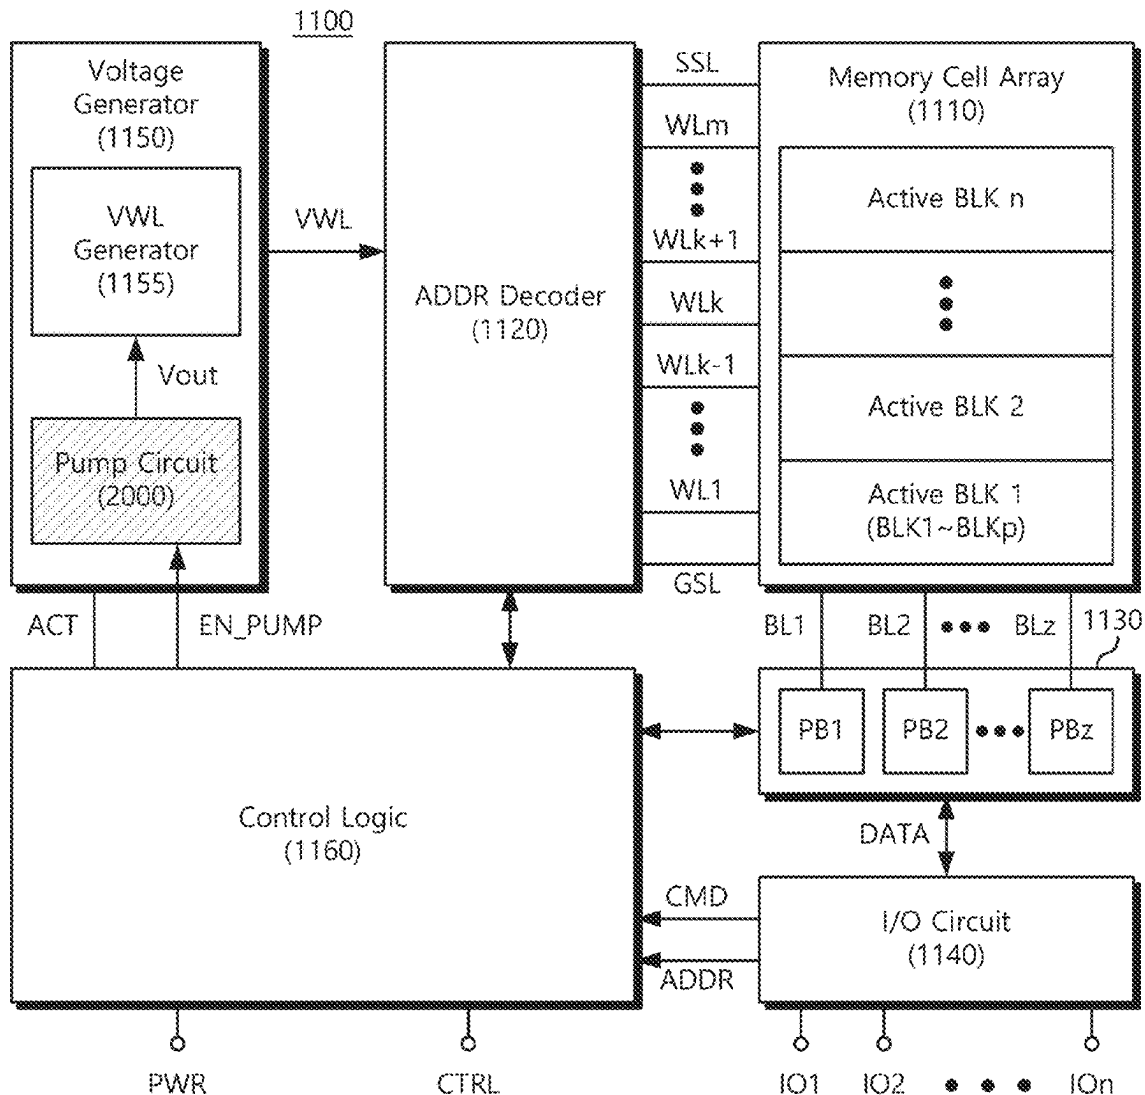 1100
Voltage
Generator
(1150)
VWL
Generator
(1155)
Vout
Pump Circuit
(2000)
VWL
ADDR Decoder
(1120)
SSL
WLm
WLk+1
WLk
WLk-1
WL1
GSL
Memory Cell Array
(1110)
Active BLK n
Active BLK 2
Active BLK 1
(BLK1~BLKp)
ACT
EN_PUMP
BL1
BL2
BLz
1130
PB1
PB2
PBz
Control Logic
(1160)
DATA
CMD
ADDR
I/O Circuit
(1140)
PWR
CTRL
IO1
IO2
IOn